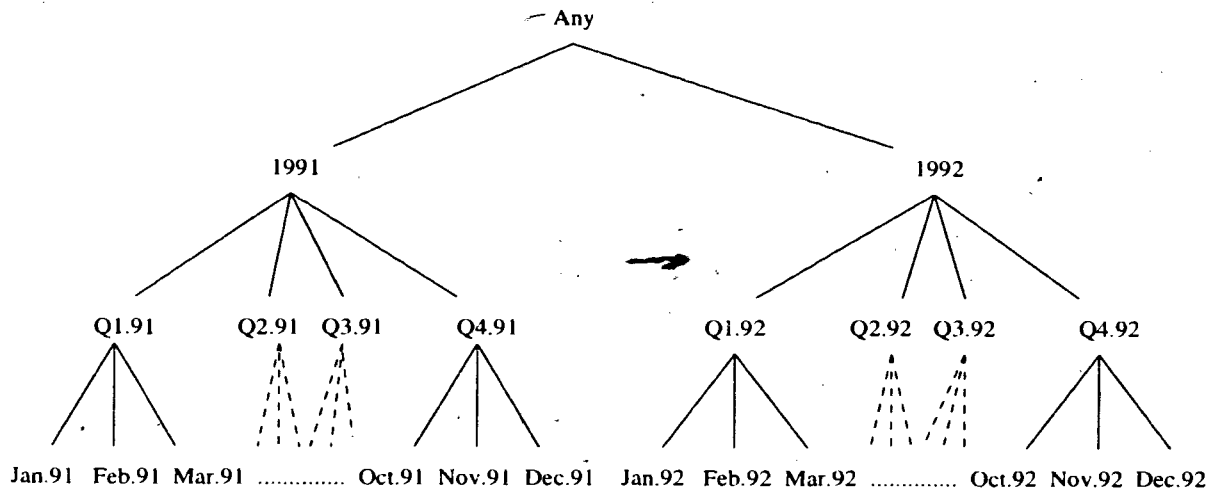 Any
1991 1992
Q1.91 Q2.91 Q3.91 Q4.91 Q1.92 Q2.92 Q3.92 Q4.92
Jan.91 Feb.91 Mar.91 .............. Oct.91 Nov.91 Dec.91 Jan.92 Feb.92 Mar.92 .............. Oct.92 Nov.92 Dec.92